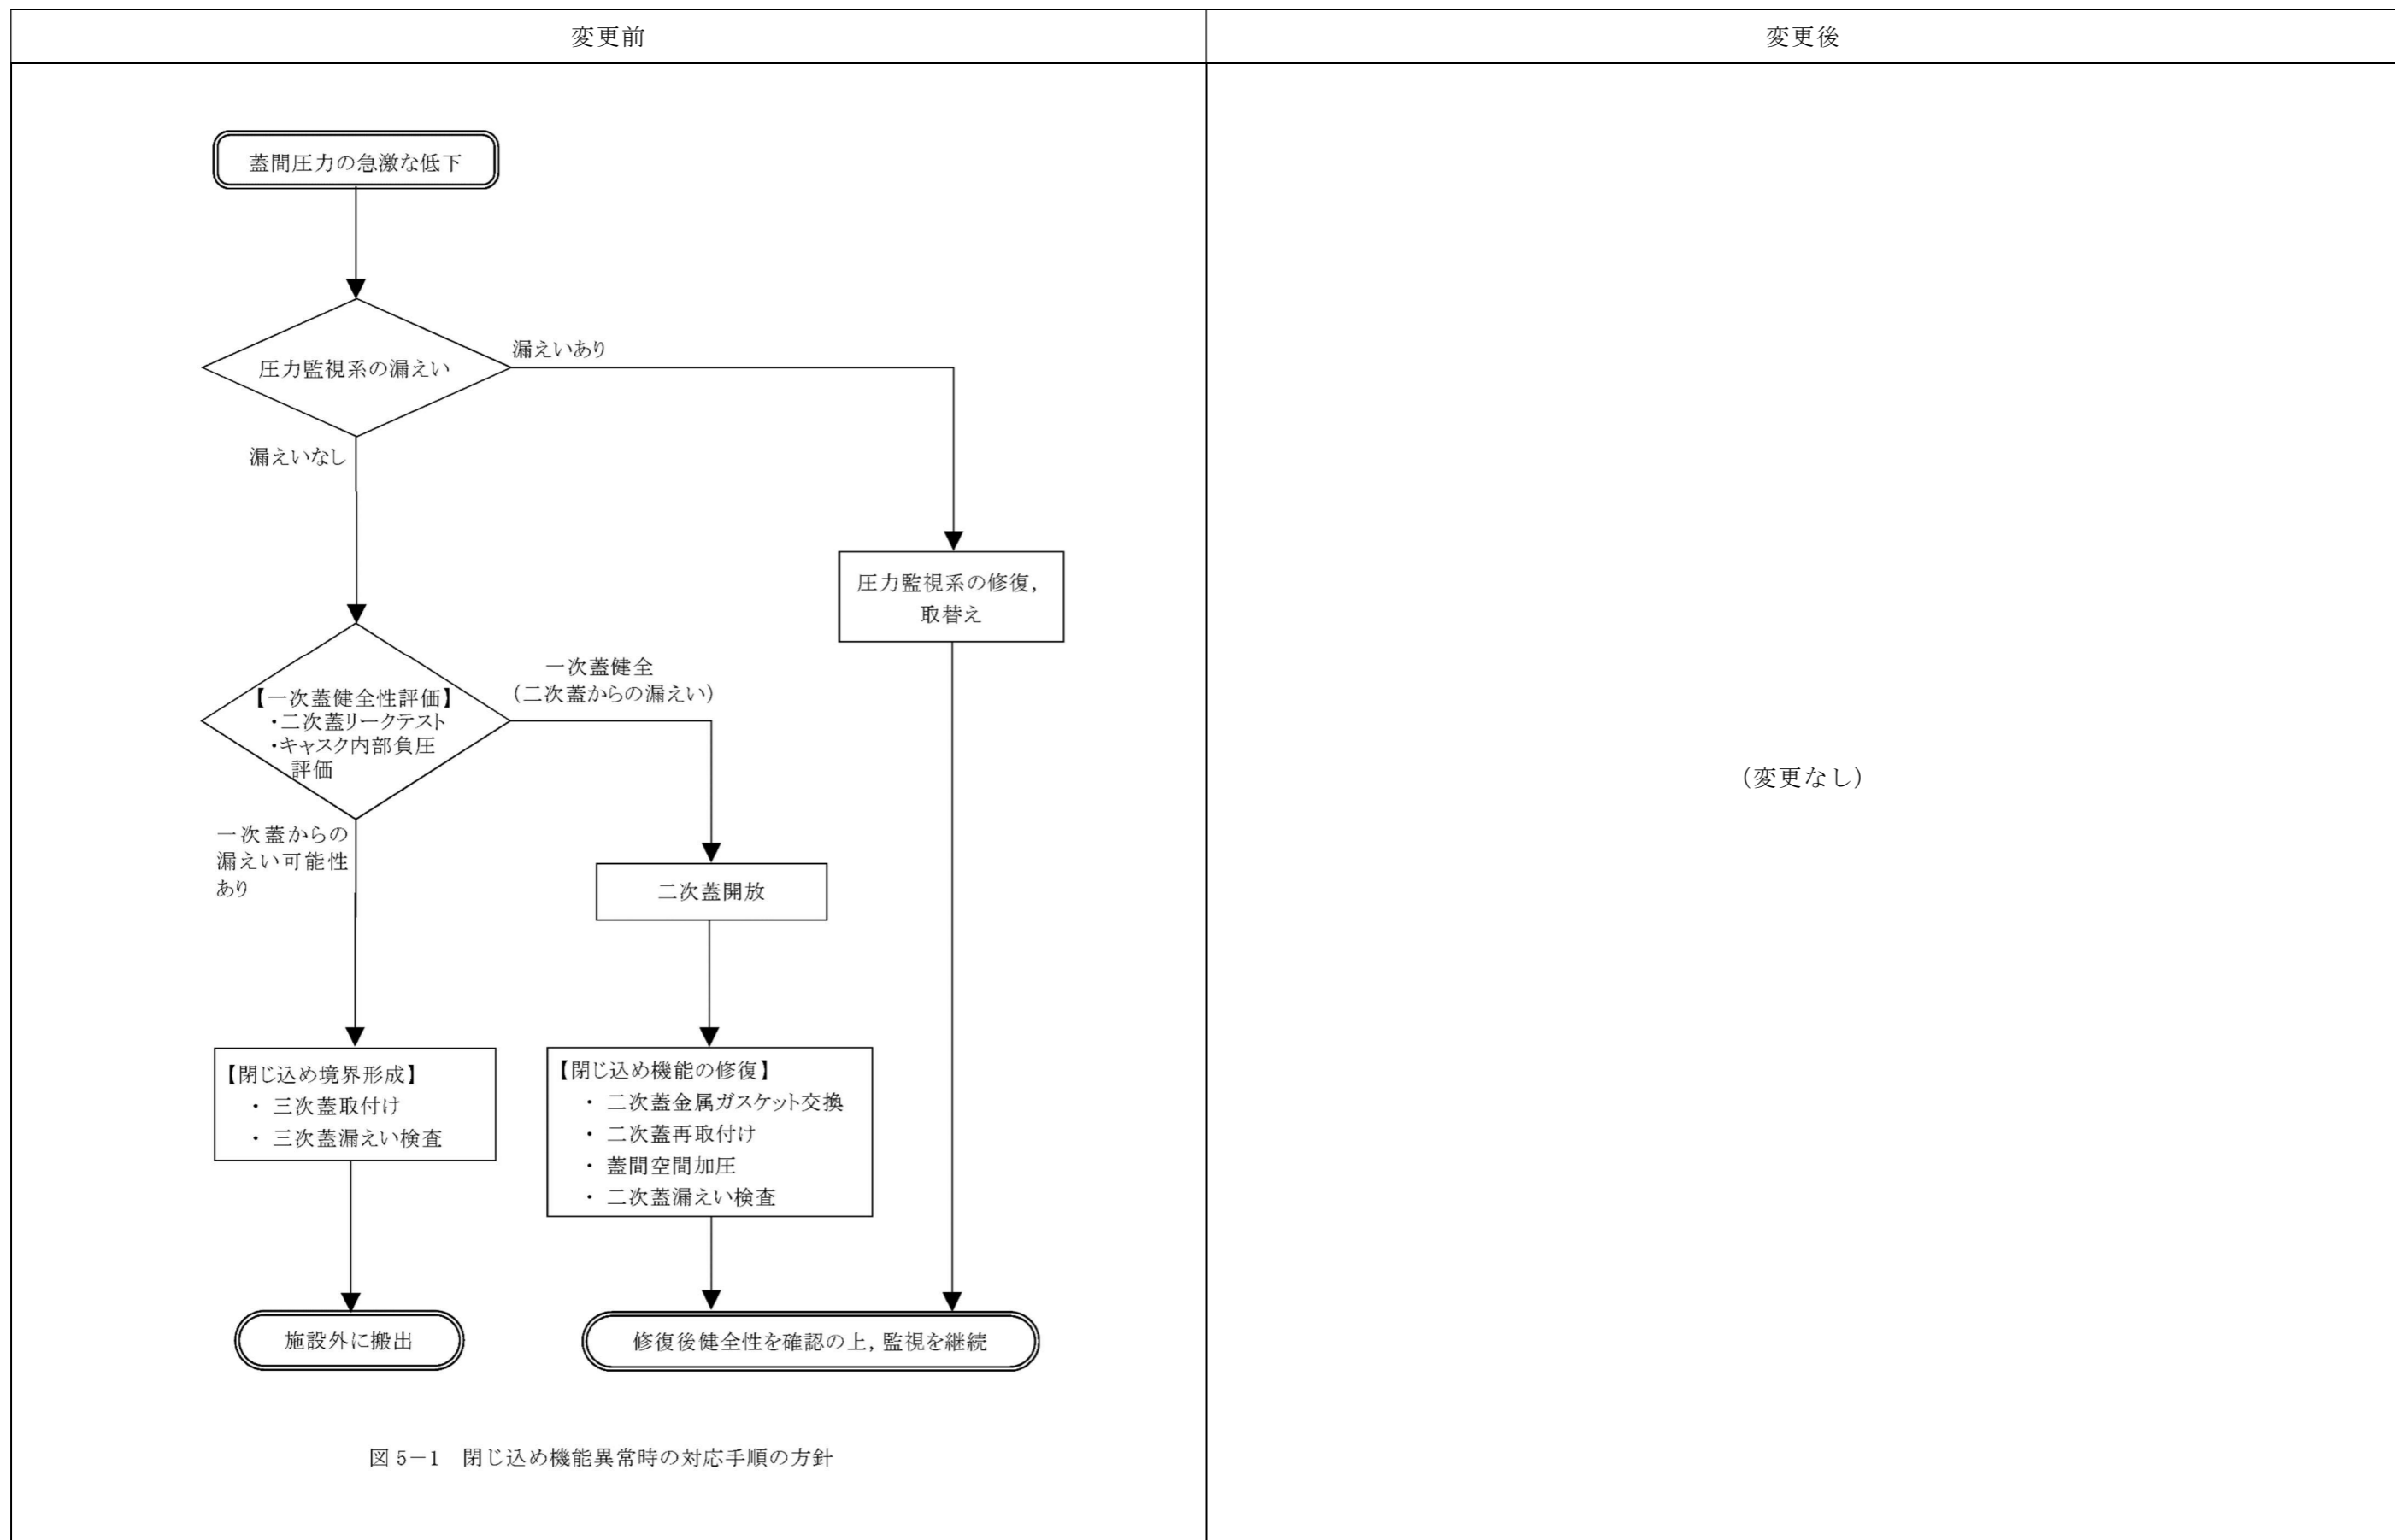 変更前
変更後
蓋間圧力の急激な低下
圧力監視系の漏えい
漏えいあり
漏えいなし
圧力監視系の修復,
取替え
【一次蓋健全性評価】
・二次蓋リークテスト
・キャスク内部負圧
評価
一次蓋健全
(二次蓋からの漏えい)
一次蓋からの
漏えい可能性
あり
二次蓋開放
【閉じ込め境界形成】
・ 三次蓋取付け
・ 三次蓋漏えい検査
【閉じ込め機能の修復】
・ 二次蓋金属ガスケット交換
・ 二次蓋再取付け
・ 蓋間空間加圧
・ 二次蓋漏えい検査
施設外に搬出
修復後健全性を確認の上, 監視を継続
図 5-1 閉じ込め機能異常時の対応手順の方針
(変更なし)